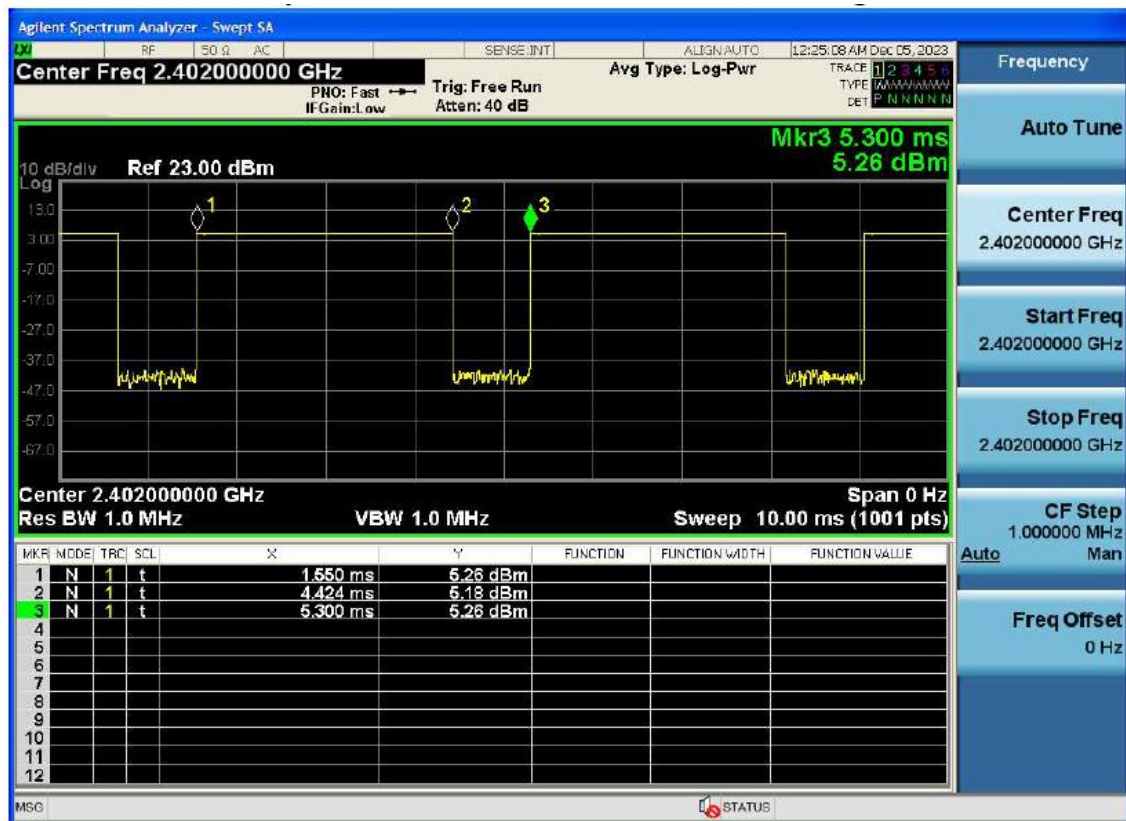 Agilent Spectrum Analyzer - Swept SA
LXI RF 50 Ω AC SENSE:INT ALIGN AUTO 12:25:08 AM Dec 05, 2023
Center Freq 2.402000000 GHz
PNO: Fast
IFGain:Low
Trig: Free Run
Atten: 40 dB
Avg Type: Log-Pwr
TRACE 1 2 3 4 5 6
TYPE
DET P N N N N N
Mkr3 5.300 ms
5.26 dBm
10 dB/div Ref 23.00 dBm
Log
13.0
3.00
-7.00
-17.0
-27.0
-37.0
-47.0
-57.0
-67.0
1
2
3
Center 2.402000000 GHz Span 0 Hz
Res BW 1.0 MHz VBW 1.0 MHz Sweep 10.00 ms (1001 pts)
MKR MODE TRC SCL X Y FUNCTION FUNCTION WIDTH FUNCTION VALUE
1 N 1 t 1.550 ms 5.26 dBm
2 N 1 t 4.424 ms 5.18 dBm
3 N 1 t 5.300 ms 5.26 dBm
4
5
6
7
8
9
10
11
12
MSG STATUS
Frequency
Auto Tune
Center Freq
2.402000000 GHz
Start Freq
2.402000000 GHz
Stop Freq
2.402000000 GHz
CF Step
1.000000 MHz
Auto Man
Freq Offset
0 Hz